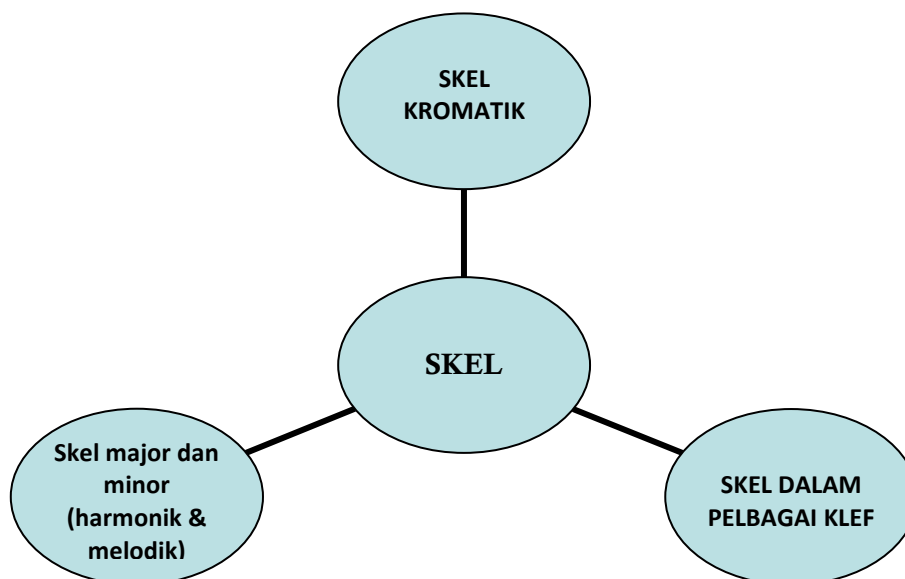 SKEL
KROMATIK
SKEL
Skel major dan
minor
(harmonik &
melodik)
SKEL DALAM
PELBAGAI KLEF